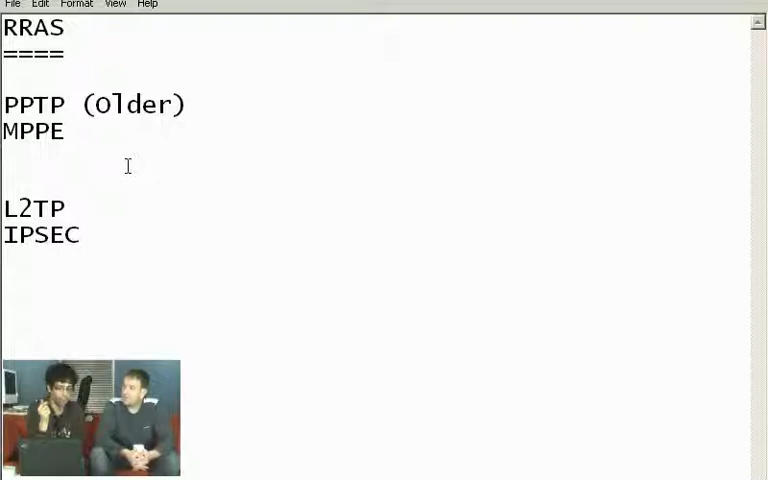 File Edit Format View Help
RRAS
====
PPTP (Older)
MPPE
L2TP
IPSEC